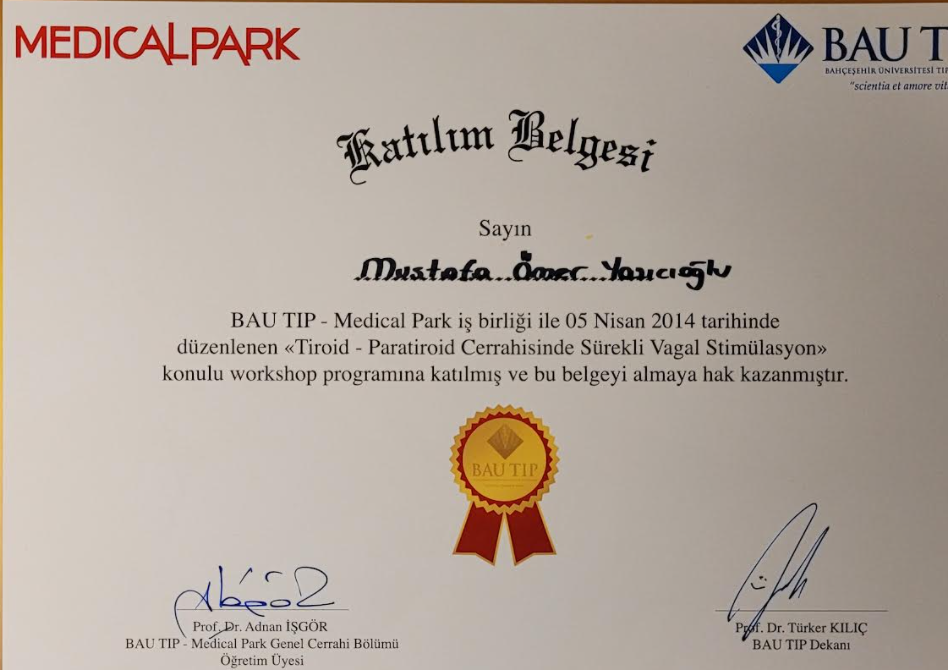 MEDICALPARK
BAU T
BAHÇEŞEHİR ÜNİVERSİTESİ TIP
"scientia et amore vit
Katılım Belgesi
Sayın
Mustafa Ömer Yazıcıoğlu
BAU TIP - Medical Park iş birliği ile 05 Nisan 2014 tarihinde
düzenlenen «Tiroid - Paratiroid Cerrahisinde Sürekli Vagal Stimülasyon»
konulu workshop programına katılmış ve bu belgeyi almaya hak kazanmıştır.
BAU TIP
Prof. Dr. Adnan İŞGÖR
BAU TIP - Medical Park Genel Cerrahi Bölümü
Öğretim Üyesi
Prof. Dr. Türker KILIÇ
BAU TIP Dekanı